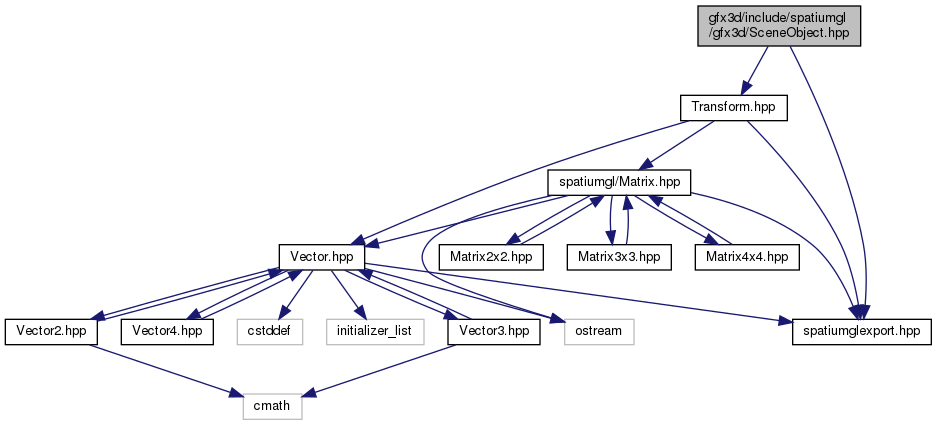 gfx3d/include/spatiumgl
/gfx3d/SceneObject.hpp
Transform.hpp
spatiumgl/Matrix.hpp
Vector.hpp
Matrix2x2.hpp
Matrix3x3.hpp
Matrix4x4.hpp
Vector2.hpp
Vector4.hpp
cstddef
initializer_list
Vector3.hpp
ostream
spatiumglexport.hpp
cmath